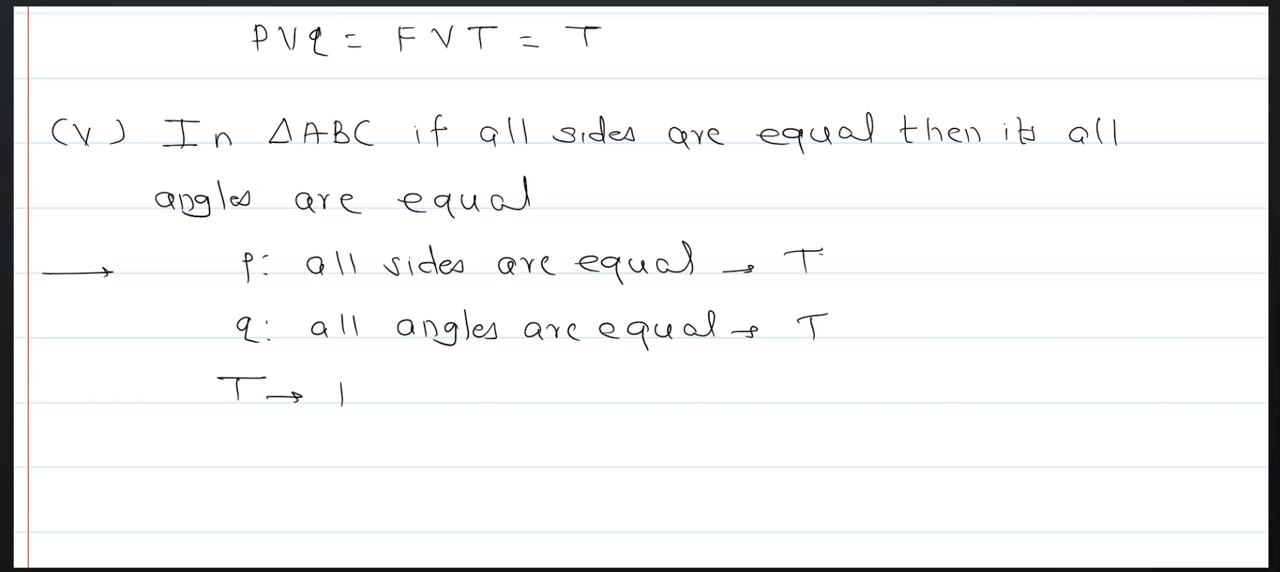 P∨q = F∨T = T
(v) In ΔABC if all sides are equal then its all
angles are equal
→ p: all sides are equal → T
q: all angles are equal → T
T →